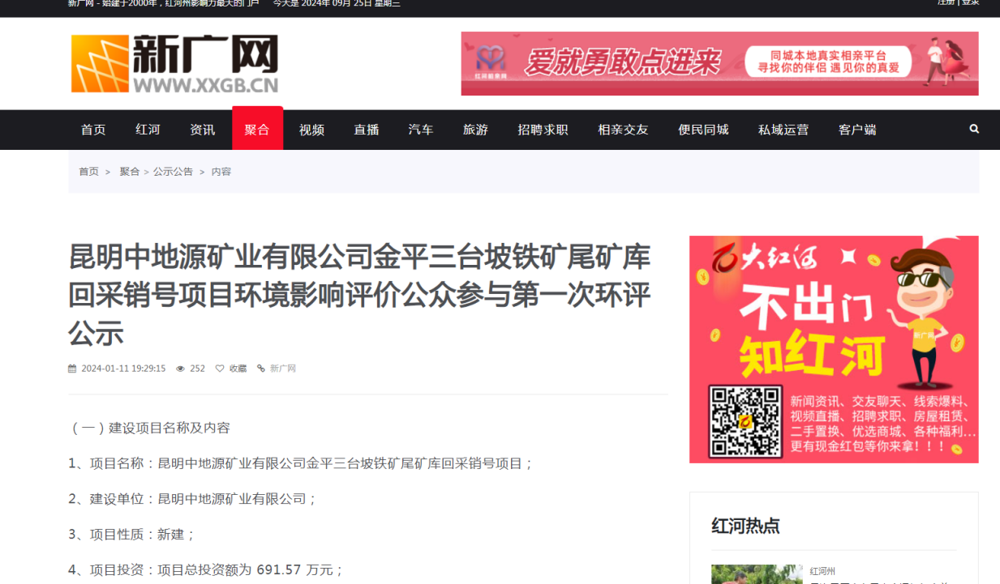 新广网 - 始建于2000年，红河州影响力最大的门户 今天是 2024年 09月 25日 星期三
注册 | 登录
新广网
WWW.XXGB.CN
爱就勇敢点进来
同城本地真实相亲平台
寻找你的伴侣 遇见你的真爱
首页 红河 资讯 聚合 视频 直播 汽车 旅游 招聘求职 相亲交友 便民同城 私域运营 客户端
首页 > 聚合 > 公示公告 > 内容
昆明中地源矿业有限公司金平三台坡铁矿尾矿库
回采销号项目环境影响评价公众参与第一次环评
公示
2024-01-11 19:29:15 252 收藏 新广网
（一）建设项目名称及内容
1、项目名称：昆明中地源矿业有限公司金平三台坡铁矿尾矿库回采销号项目；
2、建设单位：昆明中地源矿业有限公司；
3、项目性质：新建；
4、项目投资：项目总投资额为 691.57 万元；
大红河
不出门
知红河
新广网
新闻资讯、交友聊天、线索爆料、
视频直播、招聘求职、房屋租赁、
二手置换、优选商城、各种福利...
更有现金红包等你来拿！！！
红河热点
红河州